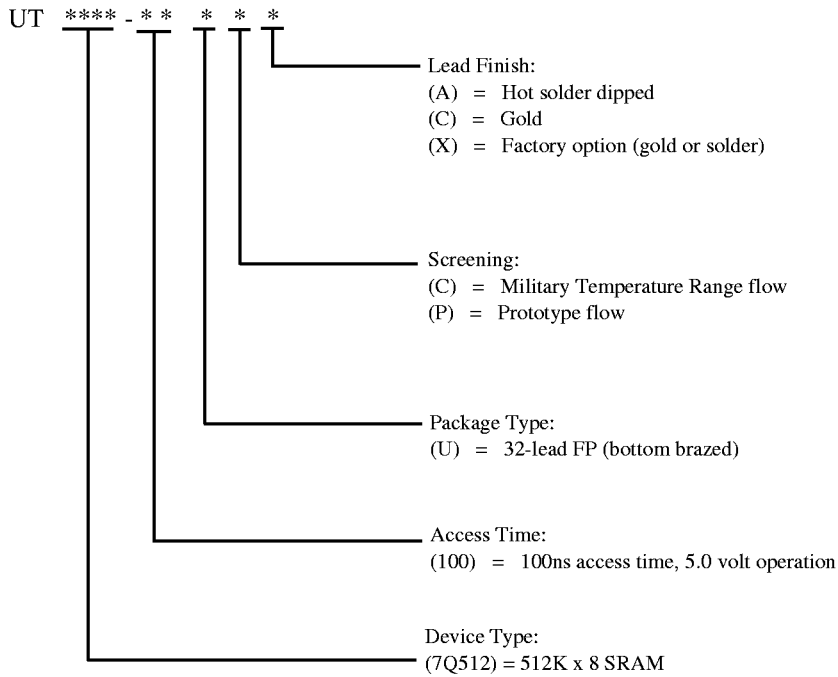 UT **** - * * * * *
Lead Finish:
(A) = Hot solder dipped
(C) = Gold
(X) = Factory option (gold or solder)
Screening:
(C) = Military Temperature Range flow
(P) = Prototype flow
Package Type:
(U) = 32-lead FP (bottom brazed)
Access Time:
(100) = 100ns access time, 5.0 volt operation
Device Type:
(7Q512) = 512K x 8 SRAM